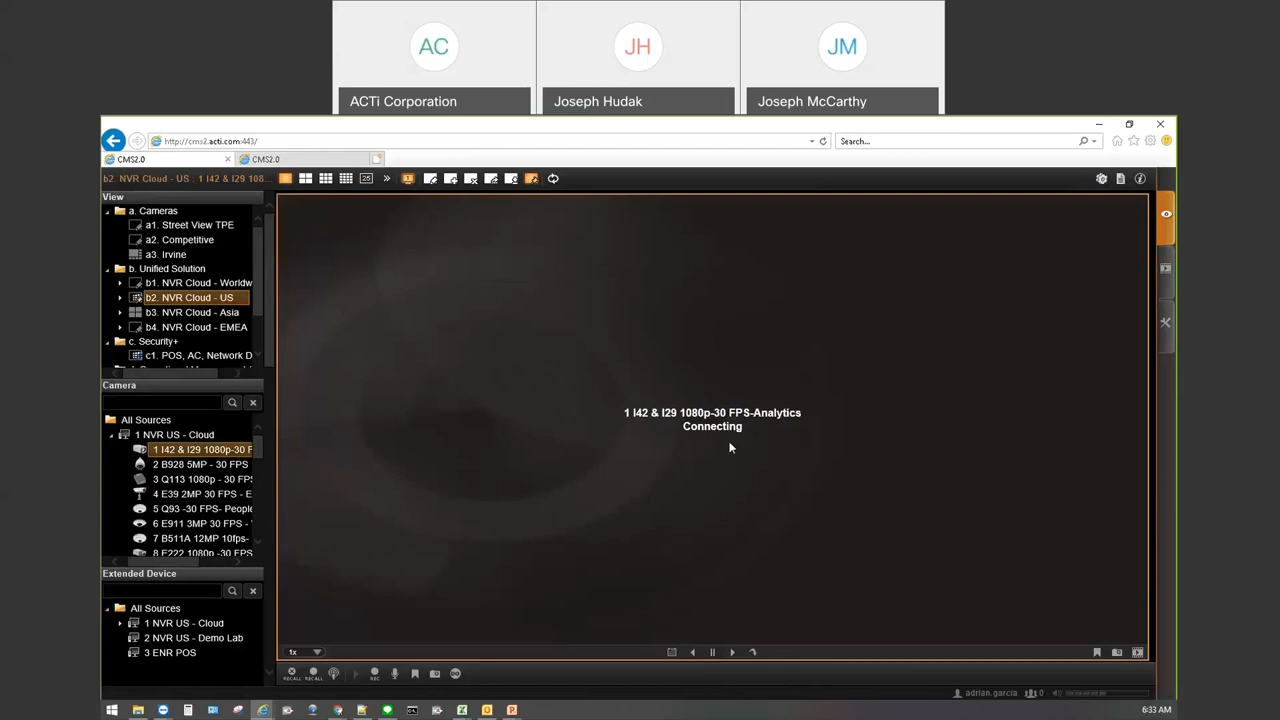 AC
JH
JM
ACTi Corporation
Joseph Hudak
Joseph McCarthy
http://cms2.acti.com:443/
Search...
CMS2.0
CMS2.0
b2. NVR Cloud - US : 1 I42 & I29 108...
25
View
a. Cameras
a1. Street View TPE
a2. Competitive
a3. Irvine
b. Unified Solution
b1. NVR Cloud - Worldw
b2. NVR Cloud - US
b3. NVR Cloud - Asia
b4. NVR Cloud - EMEA
c. Security+
c1. POS, AC, Network D
Camera
All Sources
1 NVR US - Cloud
1 I42 & I29 1080p-30 F
2 B928 5MP - 30 FPS
3 Q113 1080p - 30 FPS
4 E39 2MP 30 FPS - E
5 Q93 -30 FPS- People
6 E911 3MP 30 FPS -
7 B511A 12MP 10fps-
8 E222 1080p -30 FPS
Extended Device
All Sources
1 NVR US - Cloud
2 NVR US - Demo Lab
3 ENR POS
1 I42 & I29 1080p-30 FPS-Analytics
Connecting
1x
RECALL
RECALL
REC
GO
adrian.garcia
0
6:33 AM